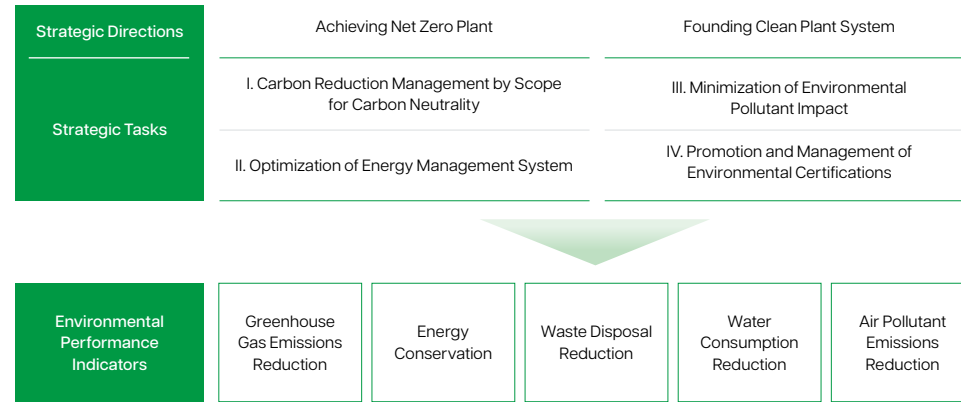 Strategic Directions
Achieving Net Zero Plant
Founding Clean Plant System
Strategic Tasks
I. Carbon Reduction Management by Scope
for Carbon Neutrality
III. Minimization of Environmental
Pollutant Impact
II. Optimization of Energy Management System
IV. Promotion and Management of
Environmental Certifications
Environmental
Performance
Indicators
Greenhouse
Gas Emissions
Reduction
Energy
Conservation
Waste Disposal
Reduction
Water
Consumption
Reduction
Air Pollutant
Emissions
Reduction